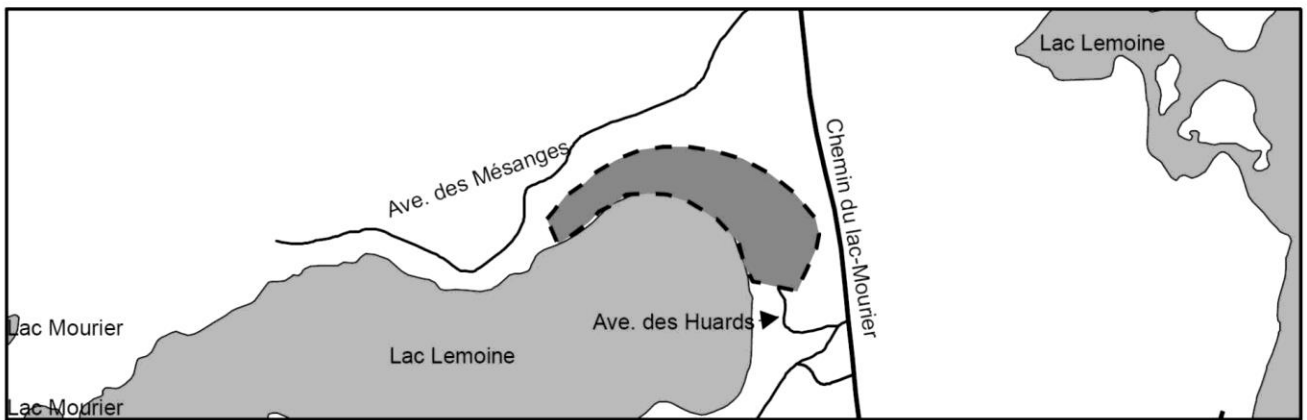 Lac Lemoine
Ave. des Mésanges
Chemin du lac-Mourier
Lac Mourier
Ave. des Huards
Lac Lemoine
Lac Mourier